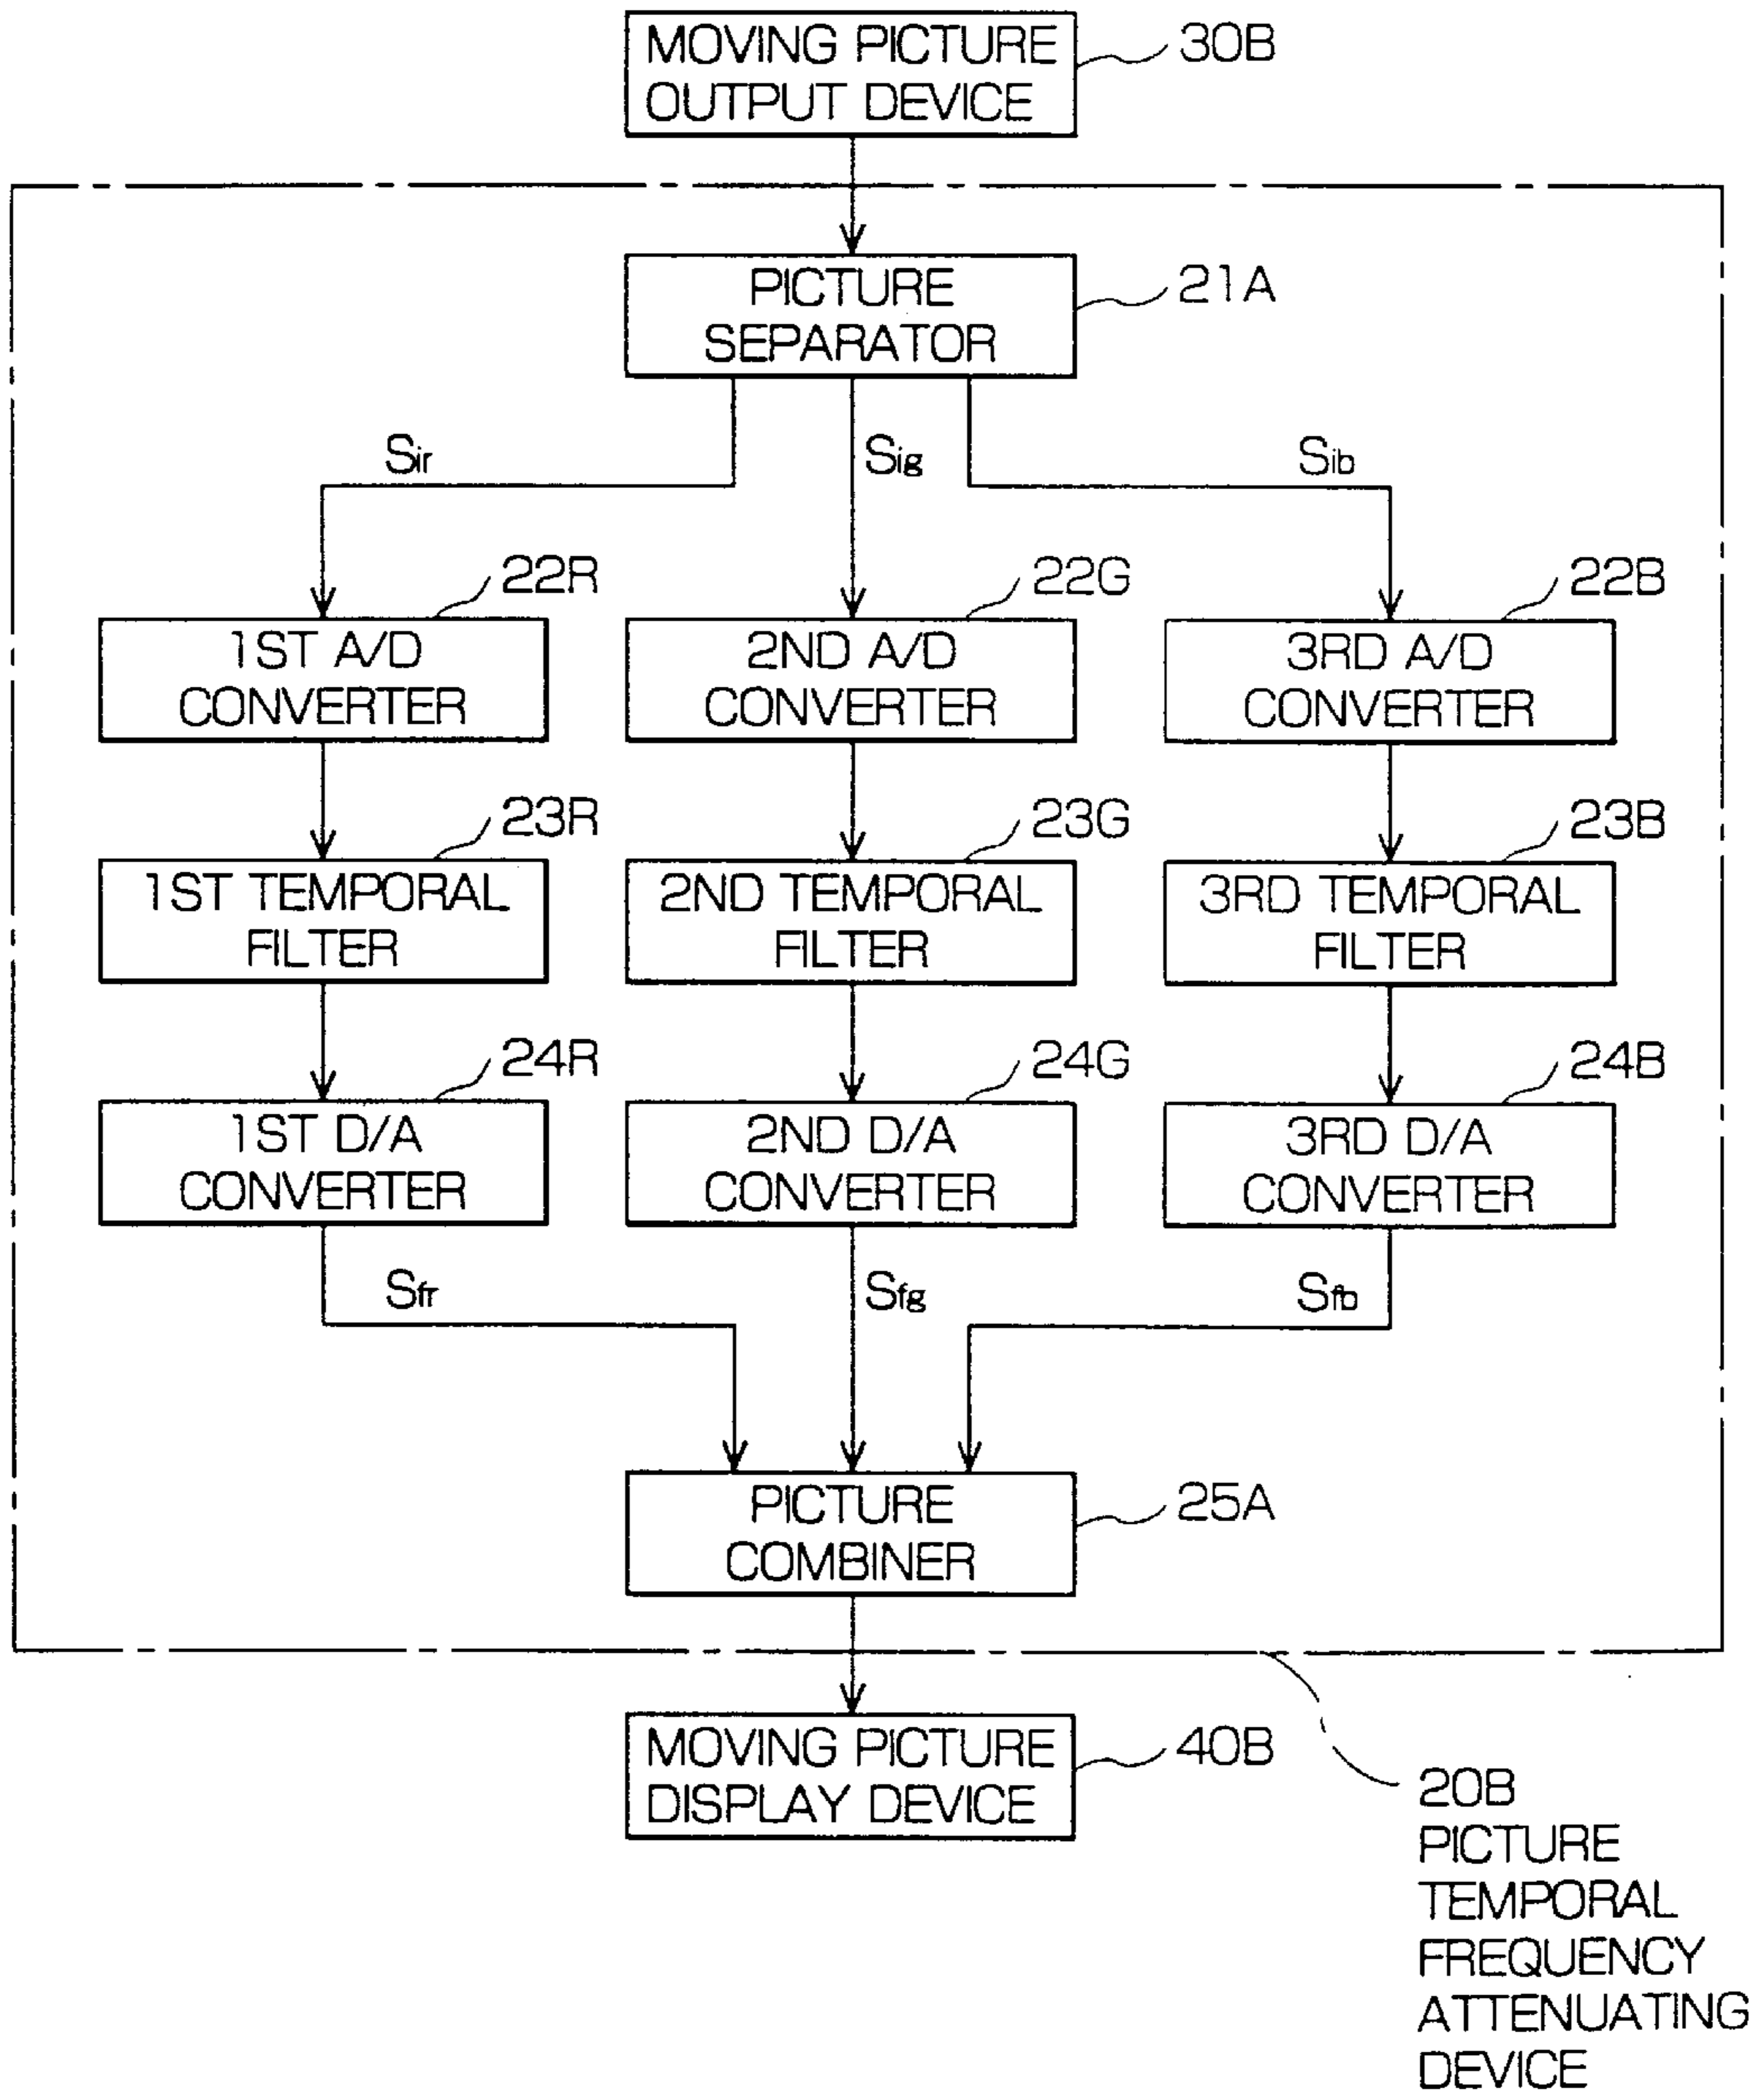 MOVING PICTURE
OUTPUT DEVICE
30B
PICTURE
SEPARATOR
21A
Sir
Sig
Sib
22R
22G
22B
1ST A/D
CONVERTER
2ND A/D
CONVERTER
3RD A/D
CONVERTER
23R
23G
23B
1ST TEMPORAL
FILTER
2ND TEMPORAL
FILTER
3RD TEMPORAL
FILTER
24R
24G
24B
1ST D/A
CONVERTER
2ND D/A
CONVERTER
3RD D/A
CONVERTER
Sfr
Sfg
Sfb
PICTURE
COMBINER
25A
MOVING PICTURE
DISPLAY DEVICE
40B
20B
PICTURE
TEMPORAL
FREQUENCY
ATTENUATING
DEVICE